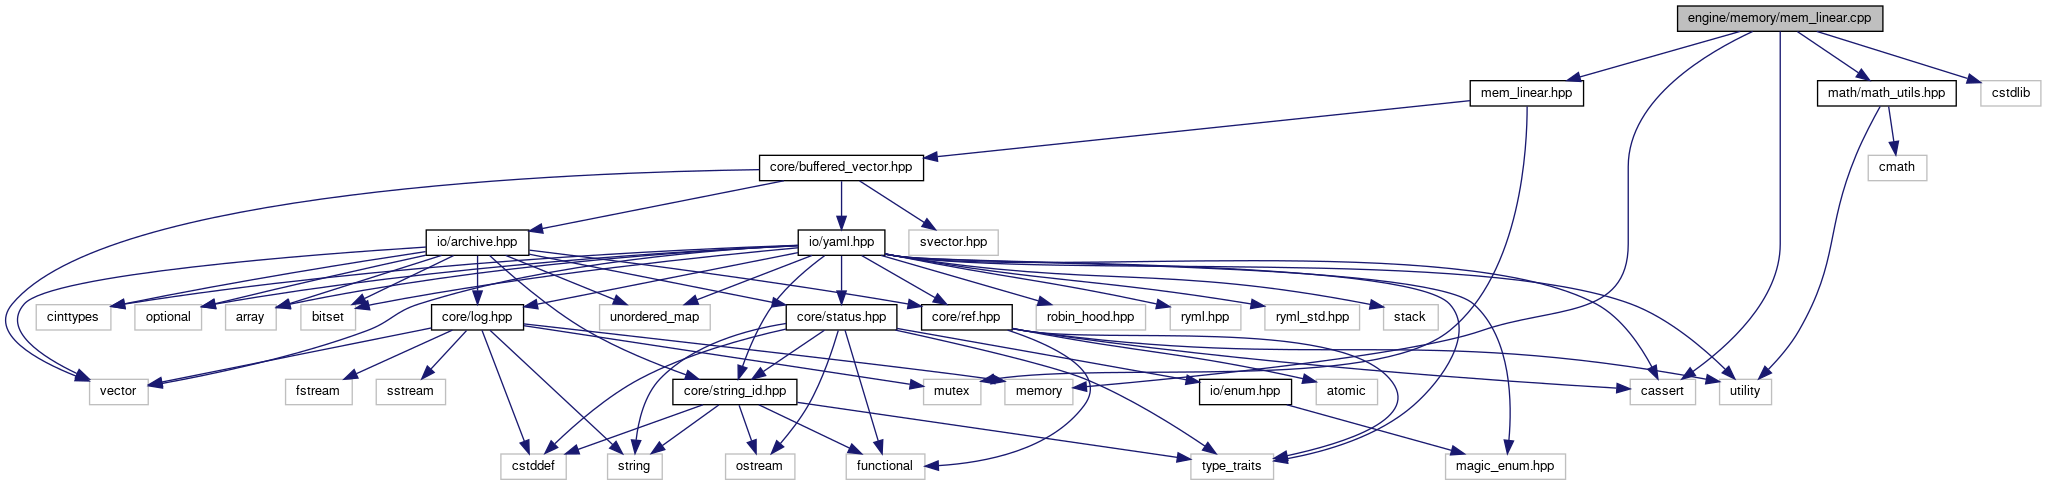 engine/memory/mem_linear.cpp
mem_linear.hpp
math/math_utils.hpp
cstdlib
core/buffered_vector.hpp
cmath
io/archive.hpp
io/yaml.hpp
svector.hpp
cinttypes
optional
array
bitset
core/log.hpp
unordered_map
core/status.hpp
core/ref.hpp
robin_hood.hpp
ryml.hpp
ryml_std.hpp
stack
vector
fstream
sstream
core/string_id.hpp
mutex
memory
io/enum.hpp
atomic
cassert
utility
cstddef
string
ostream
functional
type_traits
magic_enum.hpp